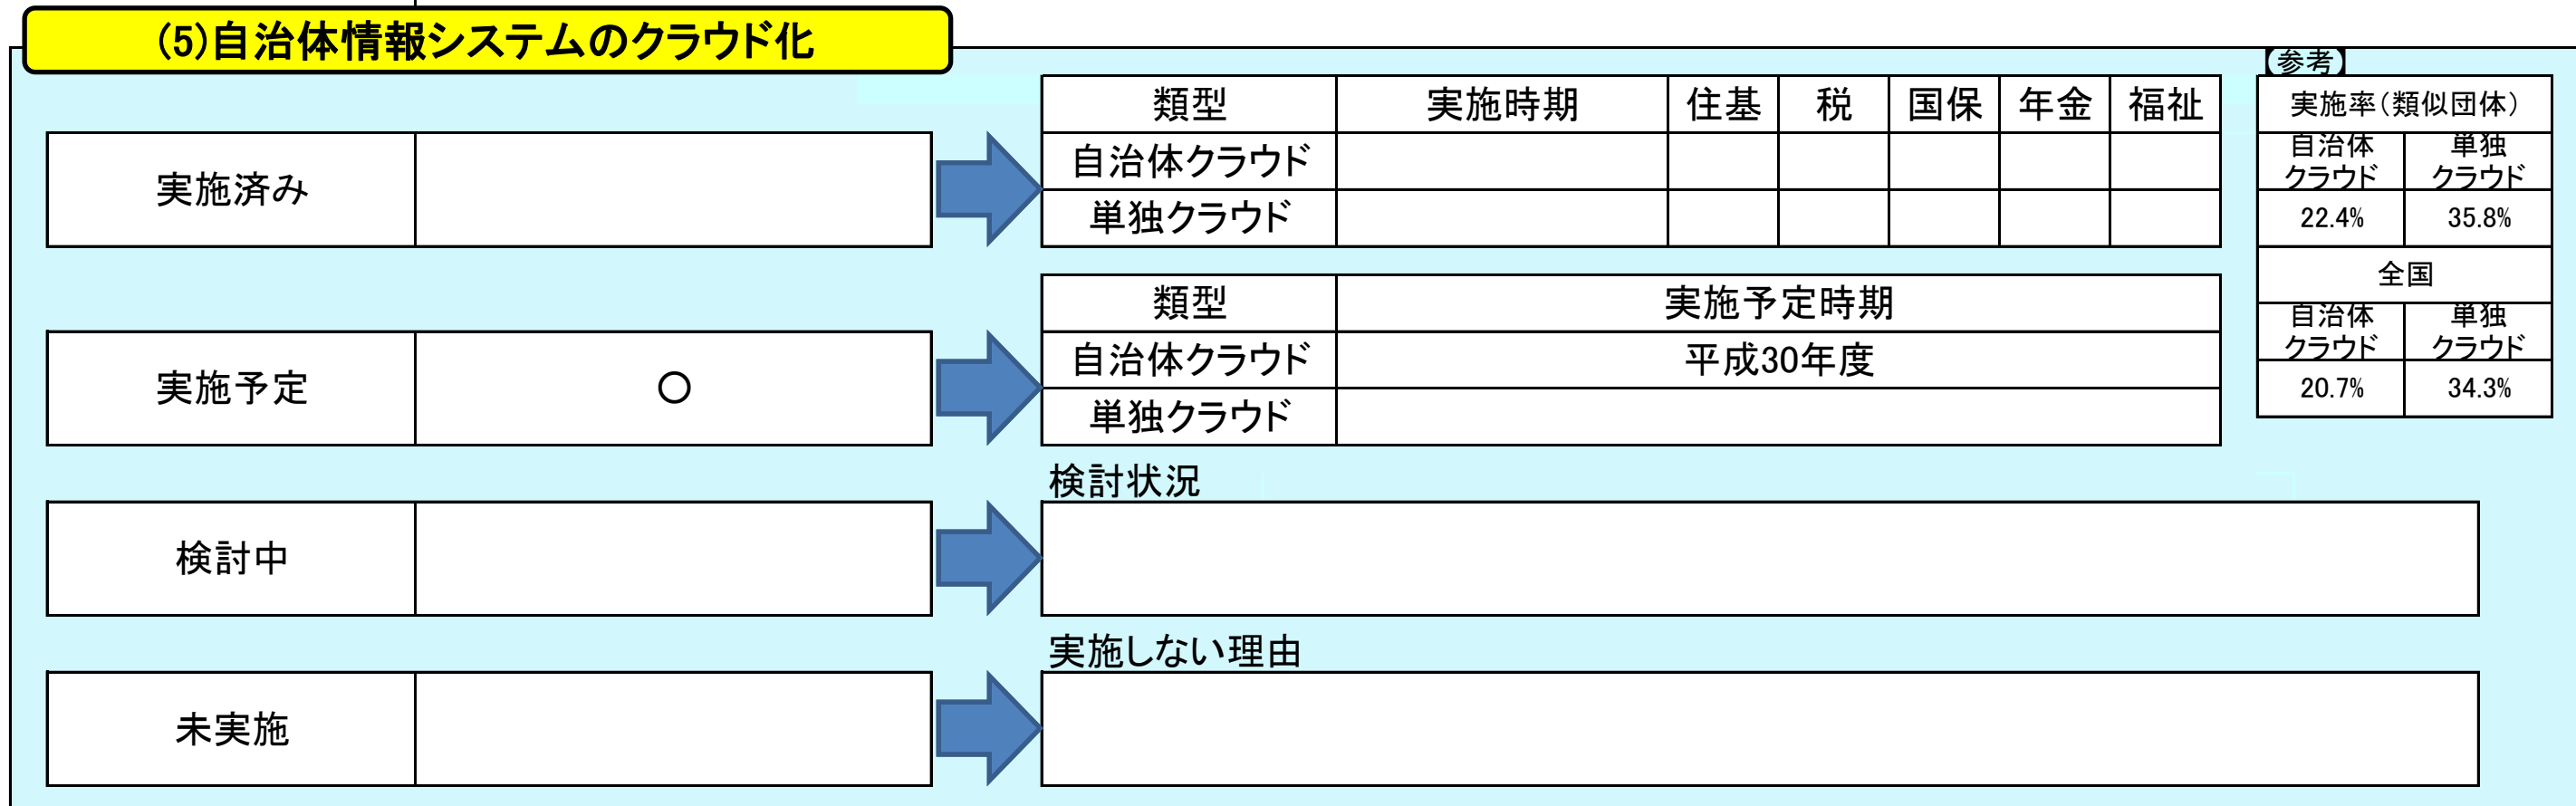 (5)自治体情報システムのクラウド化
【参考】
類型 実施時期 住基 税 国保 年金 福祉
自治体クラウド
単独クラウド
実施済み
実施率(類似団体)
自治体 単独
クラウド クラウド
22.4% 35.8%
全国
自治体 単独
クラウド クラウド
20.7% 34.3%
類型 実施予定時期
自治体クラウド 平成30年度
単独クラウド
実施予定 〇
検討状況
検討中
実施しない理由
未実施